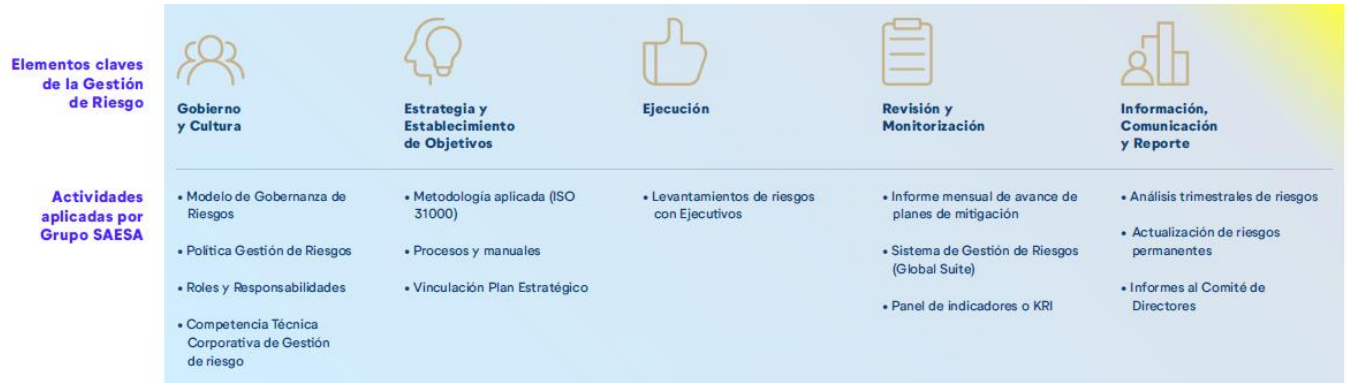 Elementos claves
de la Gestión
de Riesgo
Gobierno
y Cultura
Estrategia y
Establecimiento
de Objetivos
Ejecución
Revisión y
Monitorización
Información,
Comunicación
y Reporte
Actividades
aplicadas por
Grupo SAESA
• Modelo de Gobernanza de
Riesgos
• Política Gestión de Riesgos
• Roles y Responsabilidades
• Competencia Técnica
Corporativa de Gestión
de riesgo
• Metodología aplicada (ISO
31000)
• Procesos y manuales
• Vinculación Plan Estratégico
• Levantamientos de riesgos
con Ejecutivos
• Informe mensual de avance de
planes de mitigación
• Sistema de Gestión de Riesgos
(Global Suite)
• Panel de indicadores o KRI
• Análisis trimestrales de riesgos
• Actualización de riesgos
permanentes
• Informes al Comité de
Directores